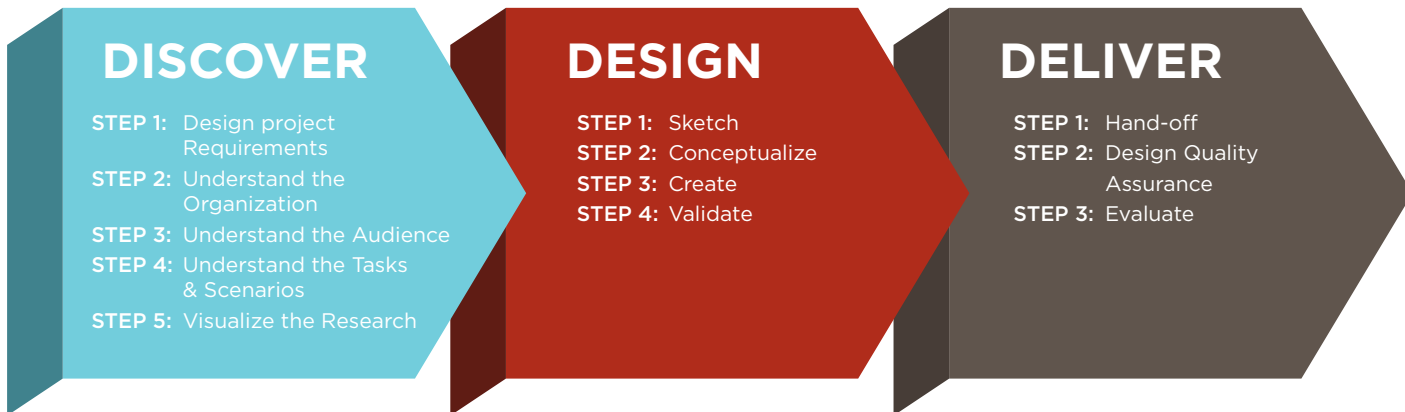 DISCOVER
STEP 1: Design project
Requirements
STEP 2: Understand the
Organization
STEP 3: Understand the Audience
STEP 4: Understand the Tasks
& Scenarios
STEP 5: Visualize the Research
DESIGN
STEP 1: Sketch
STEP 2: Conceptualize
STEP 3: Create
STEP 4: Validate
DELIVER
STEP 1: Hand-off
STEP 2: Design Quality
Assurance
STEP 3: Evaluate